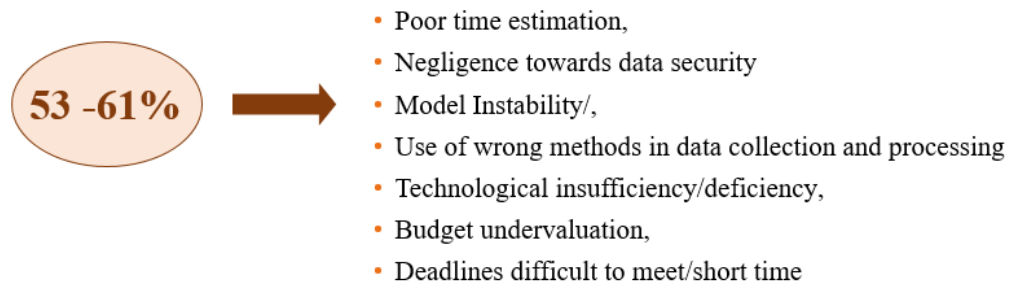 53 -61%
• Poor time estimation,
• Negligence towards data security
• Model Instability/,
• Use of wrong methods in data collection and processing
• Technological insufficiency/deficiency,
• Budget undervaluation,
• Deadlines difficult to meet/short time